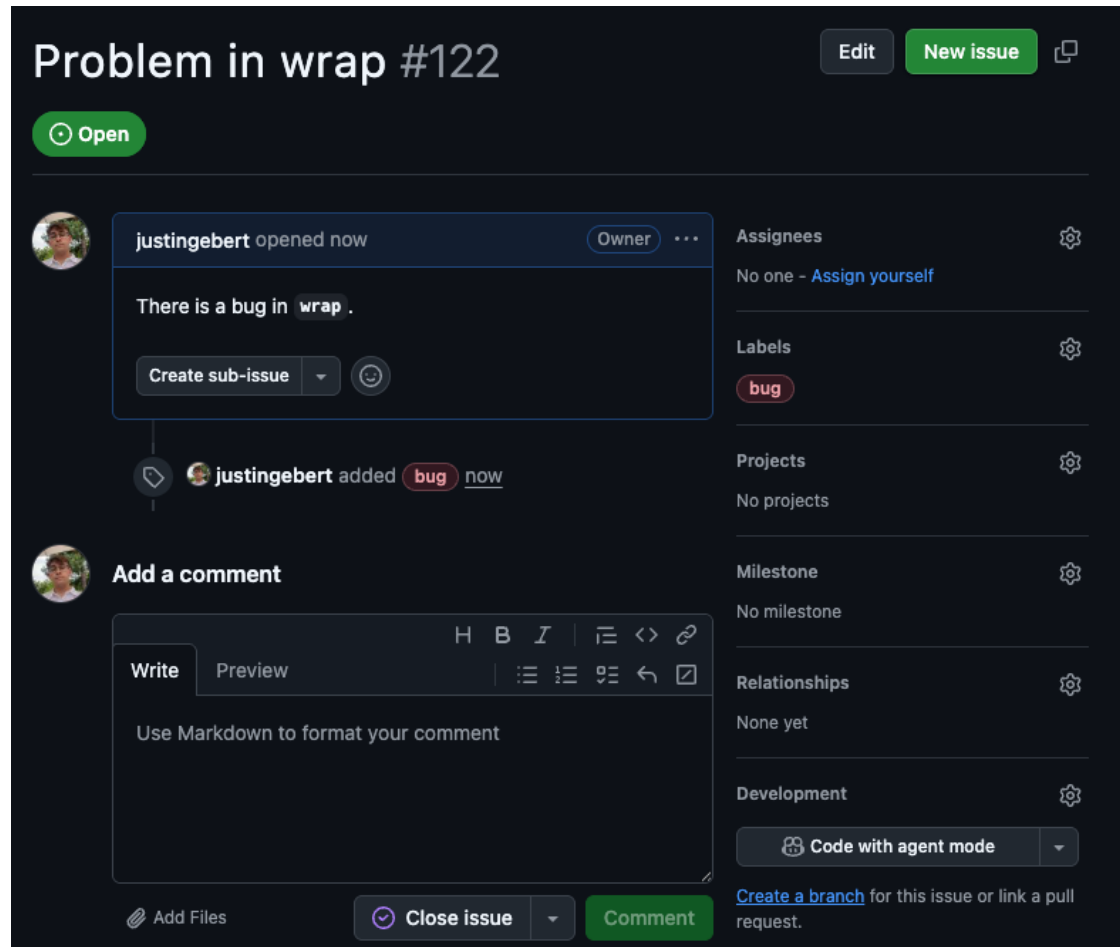 Problem in wrap #122
Edit
New issue
Open
justingebert opened now
Owner
There is a bug in wrap.
Create sub-issue
justingebert added bug now
Add a comment
Write
Preview
Use Markdown to format your comment
Add Files
Close issue
Comment
Assignees
No one - Assign yourself
Labels
bug
Projects
No projects
Milestone
No milestone
Relationships
None yet
Development
Code with agent mode
Create a branch for this issue or link a pull
request.